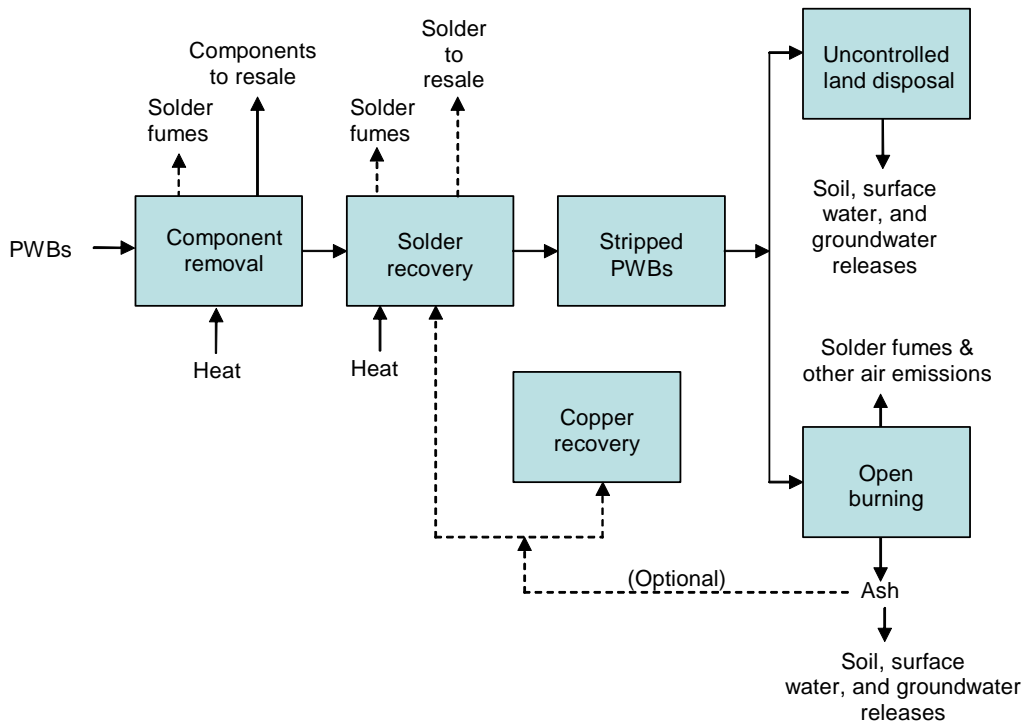 Components
to resale
Solder
to
resale
Solder
fumes
Solder
fumes
Uncontrolled
land disposal
Soil, surface
water, and
groundwater
releases
PWBs
Component
removal
Solder
recovery
Stripped
PWBs
Heat
Heat
Solder fumes &
other air emissions
Copper
recovery
Open
burning
(Optional)
Ash
Soil, surface
water, and groundwater
releases